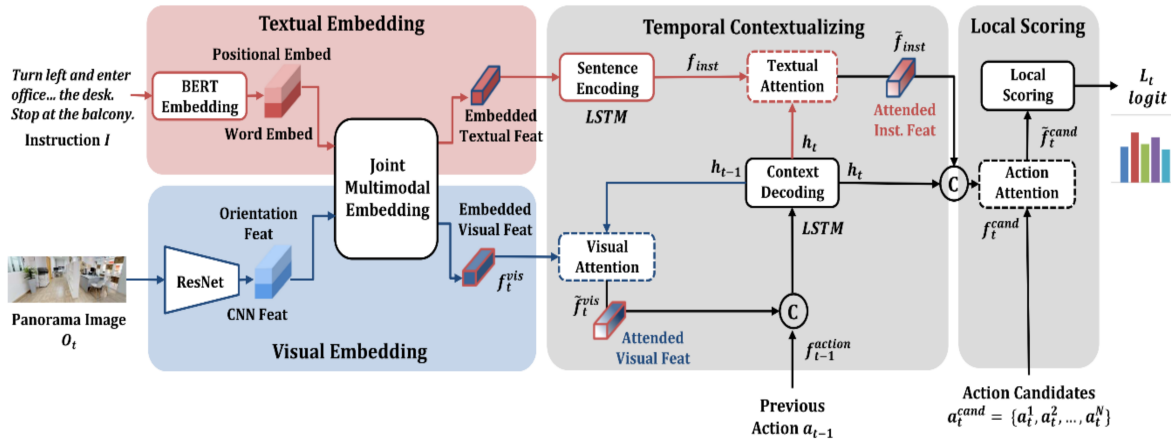 Textual Embedding
Temporal Contextualizing
Local Scoring
Turn left and enter
office... the desk.
Stop at the balcony.
Instruction I
BERT
Embedding
Positional Embed
Word Embed
Embedded
Textual Feat
Joint
Multimodal
Embedding
Sentence
Encoding
LSTM
f_inst
Textual
Attention
f̃_inst
Attended
Inst. Feat
Local
Scoring
L_t
logit
f̃_t^cand
h_t
h_{t-1}
Context
Decoding
h_t
LSTM
C
Action
Attention
f_t^cand
Panorama Image
O_t
ResNet
Orientation
Feat
CNN Feat
Embedded
Visual Feat
f_t^vis
Visual
Attention
f̃_t^vis
Attended
Visual Feat
C
f_{t-1}^action
Visual Embedding
Previous
Action a_{t-1}
Action Candidates
a_t^cand = {a_t^1, a_t^2, ..., a_t^N}